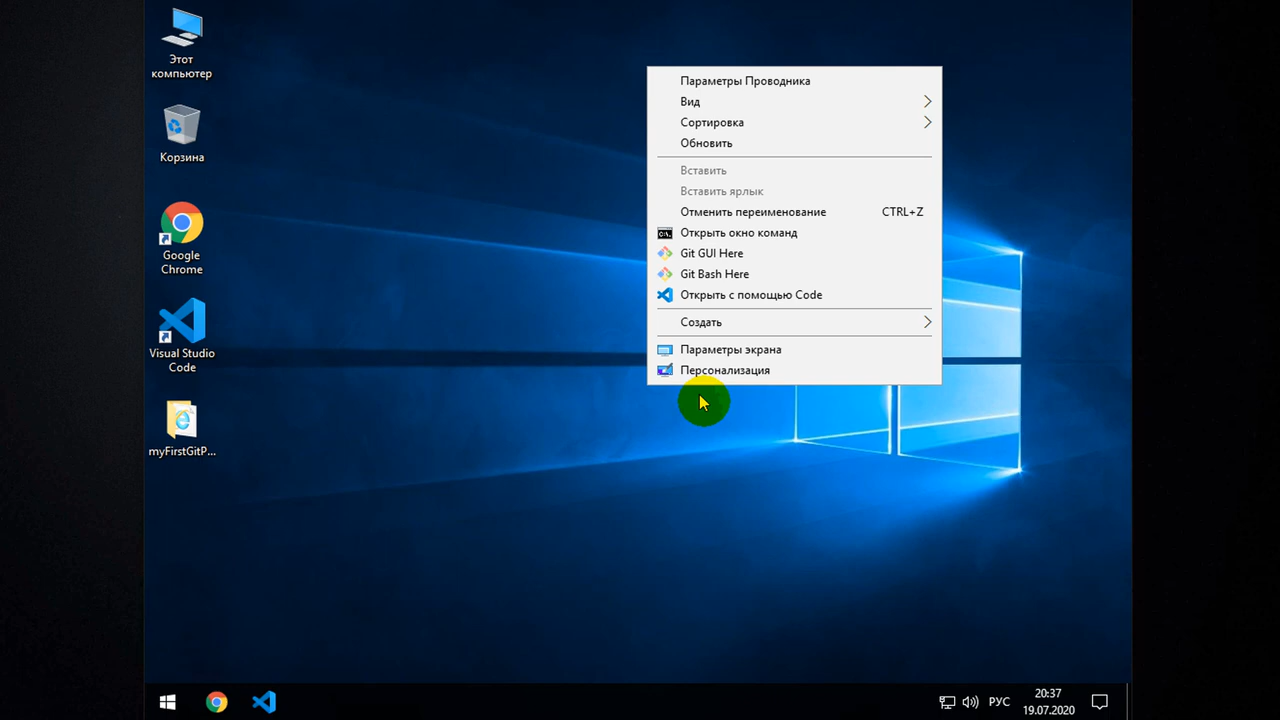 Этот
компьютер
Корзина
Google
Chrome
Visual Studio
Code
myFirstGitP...
Параметры Проводника
Вид
Сортировка
Обновить
Вставить
Вставить ярлык
Отменить переименование CTRL+Z
Открыть окно команд
Git GUI Here
Git Bash Here
Открыть с помощью Code
Создать
Параметры экрана
Персонализация
РУС
20:37
19.07.2020